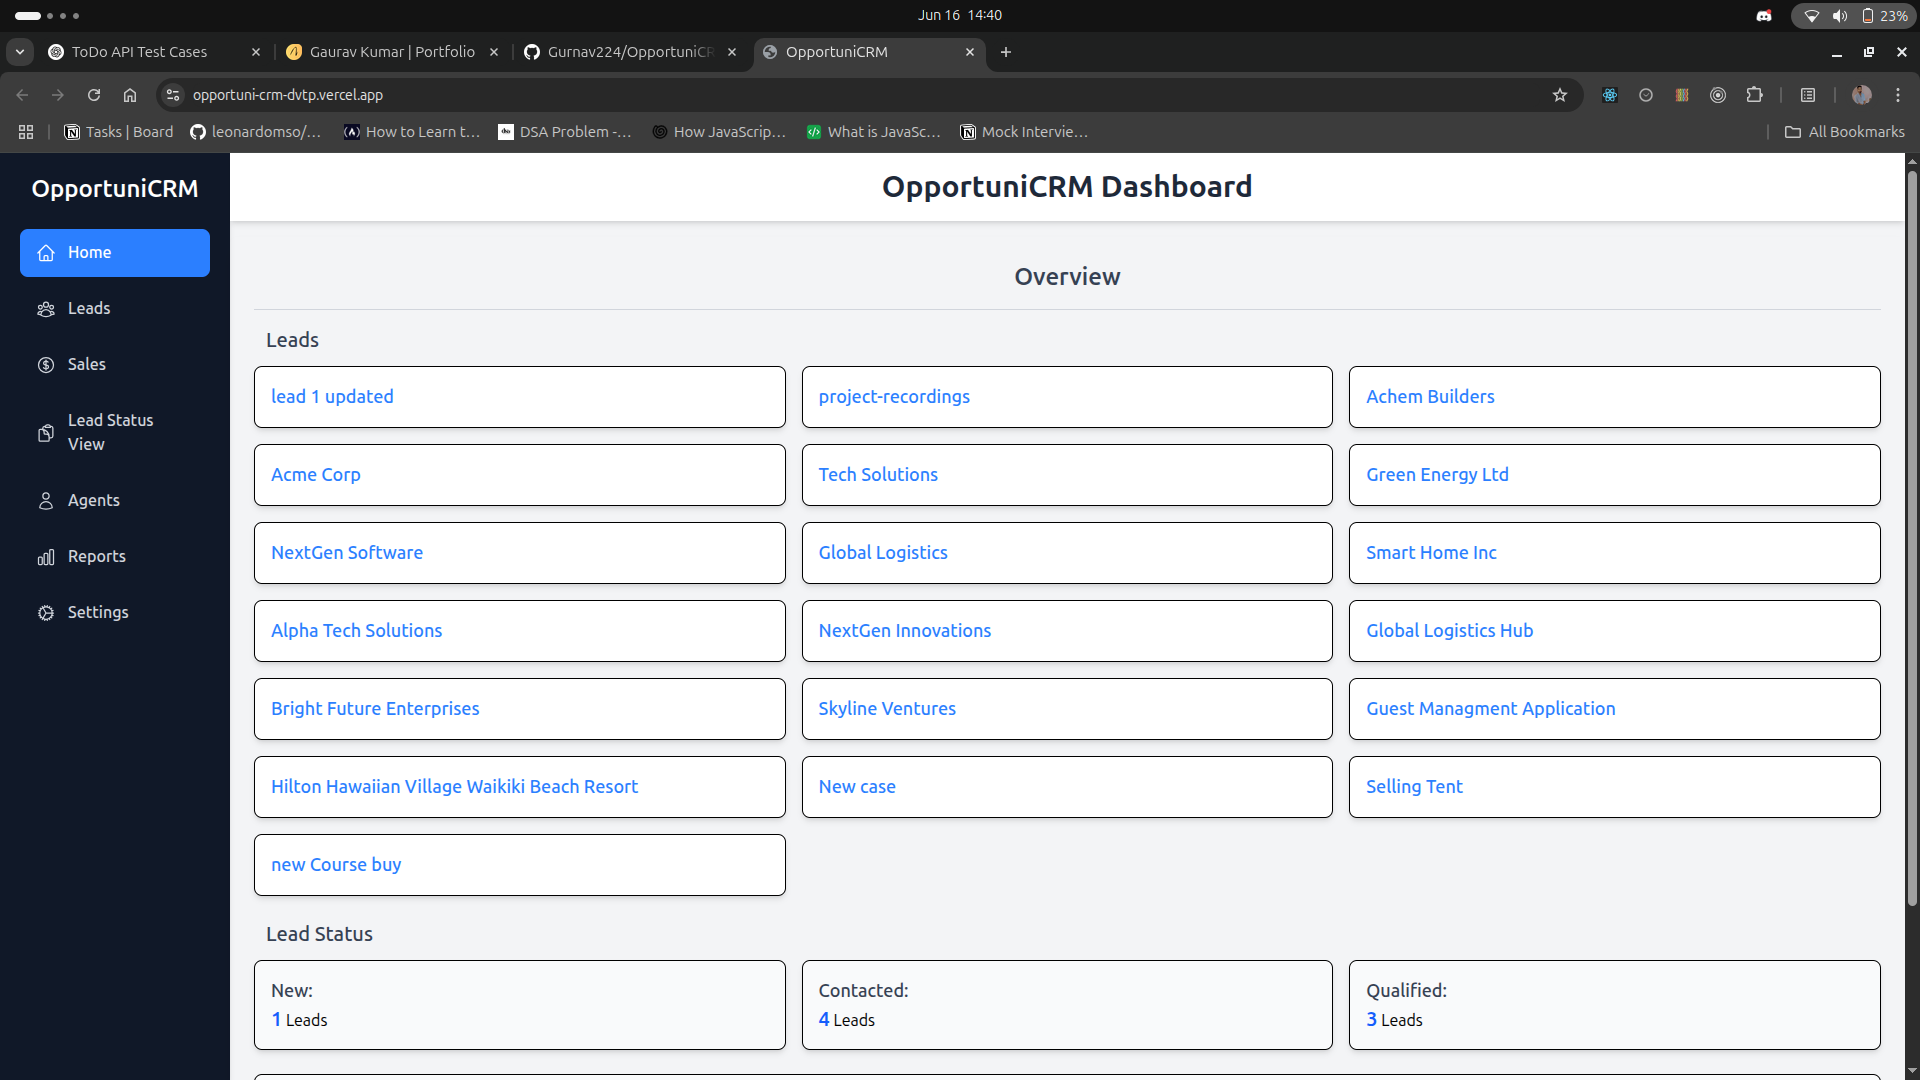 Jun 16 14:40
23%
ToDo API Test Cases
Gaurav Kumar | Portfolio
Gurnav224/OpportuniCR
OpportuniCRM
opportuni-crm-dvtp.vercel.app
Tasks | Board
leonardomso/...
How to Learn t...
DSA Problem -...
How JavaScrip...
What is JavaSc...
Mock Intervie...
All Bookmarks
OpportuniCRM
Home
Leads
Sales
Lead Status
View
Agents
Reports
Settings
OpportuniCRM Dashboard
Overview
Leads
lead 1 updated
project-recordings
Achem Builders
Acme Corp
Tech Solutions
Green Energy Ltd
NextGen Software
Global Logistics
Smart Home Inc
Alpha Tech Solutions
NextGen Innovations
Global Logistics Hub
Bright Future Enterprises
Skyline Ventures
Guest Managment Application
Hilton Hawaiian Village Waikiki Beach Resort
New case
Selling Tent
new Course buy
Lead Status
New:
1 Leads
Contacted:
4 Leads
Qualified:
3 Leads